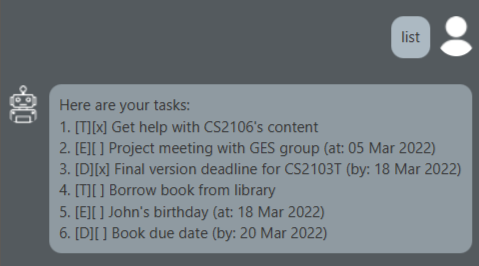 list
Here are your tasks:
1. [T][x] Get help with CS2106's content
2. [E][ ] Project meeting with GES group (at: 05 Mar 2022)
3. [D][x] Final version deadline for CS2103T (by: 18 Mar 2022)
4. [T][ ] Borrow book from library
5. [E][ ] John's birthday (at: 18 Mar 2022)
6. [D][ ] Book due date (by: 20 Mar 2022)